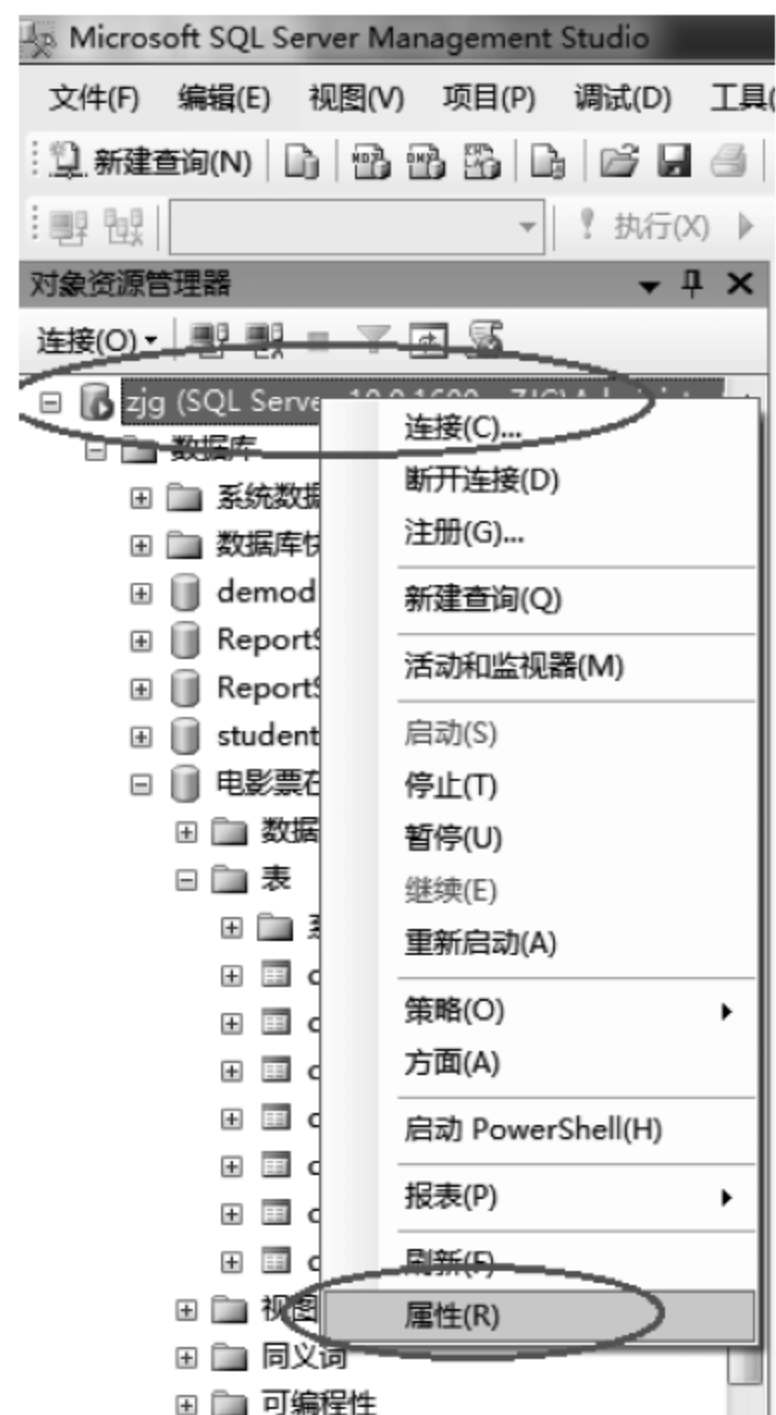 Microsoft SQL Server Management Studio
文件(F) 编辑(E) 视图(V) 项目(P) 调试(D) 工具(
新建查询(N)
执行(X)
对象资源管理器
连接(O)
zjg (SQL Serve
数据库
系统数据
数据库快
demod
ReportS
ReportS
student
电影票在
数据
表
视图
同义词
可编程性
连接(C)...
断开连接(D)
注册(G)...
新建查询(Q)
活动和监视器(M)
启动(S)
停止(T)
暂停(U)
继续(E)
重新启动(A)
策略(O)
方面(A)
启动 PowerShell(H)
报表(P)
刷新(F)
属性(R)